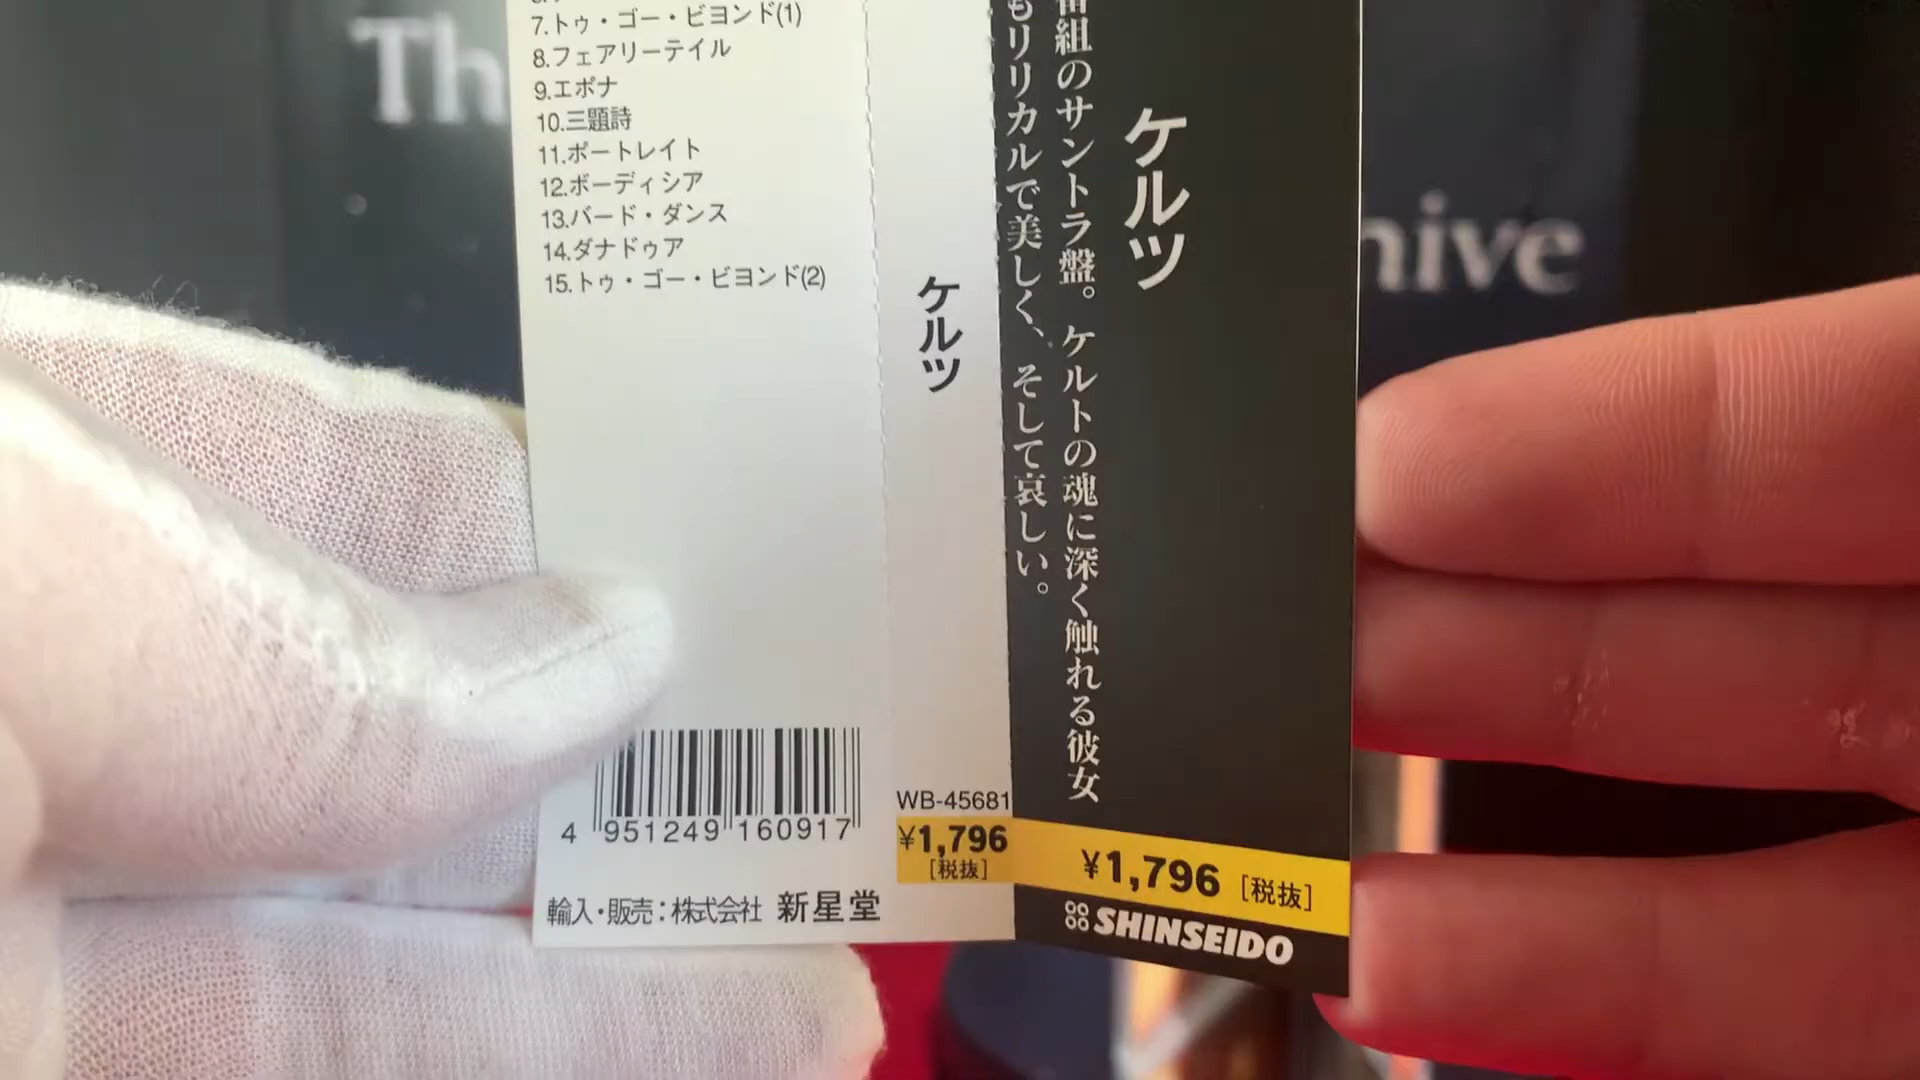 Th
hive
7.トゥ・ゴー・ビヨンド(1)
8.フェアリーテイル
9.エポナ
10.三題詩
11.ポートレイト
12.ボーディシア
13.バード・ダンス
14.ダナドゥア
15.トゥ・ゴー・ビヨンド(2)
4 951249 160917
輸入・販売:株式会社 新星堂
ケルツ
WB-45681
¥1,796
[税抜]
ケルツ
番組のサントラ盤。ケルトの魂に深く触れる彼女
もリリカルで美しく、そして哀しい。
¥1,796 [税抜]
SHINSEIDO